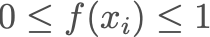 0 ≤ f(xᵢ) ≤ 1